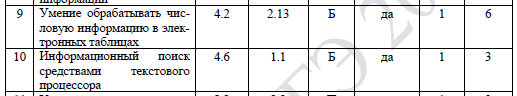 9 Умение обрабатывать чис- 4.2 2.13 Б да 1 6
ловую информацию в элек-
тронных таблицах
10 Информационный поиск 4.6 1.1 Б да 1 3
средствами текстового
процессора